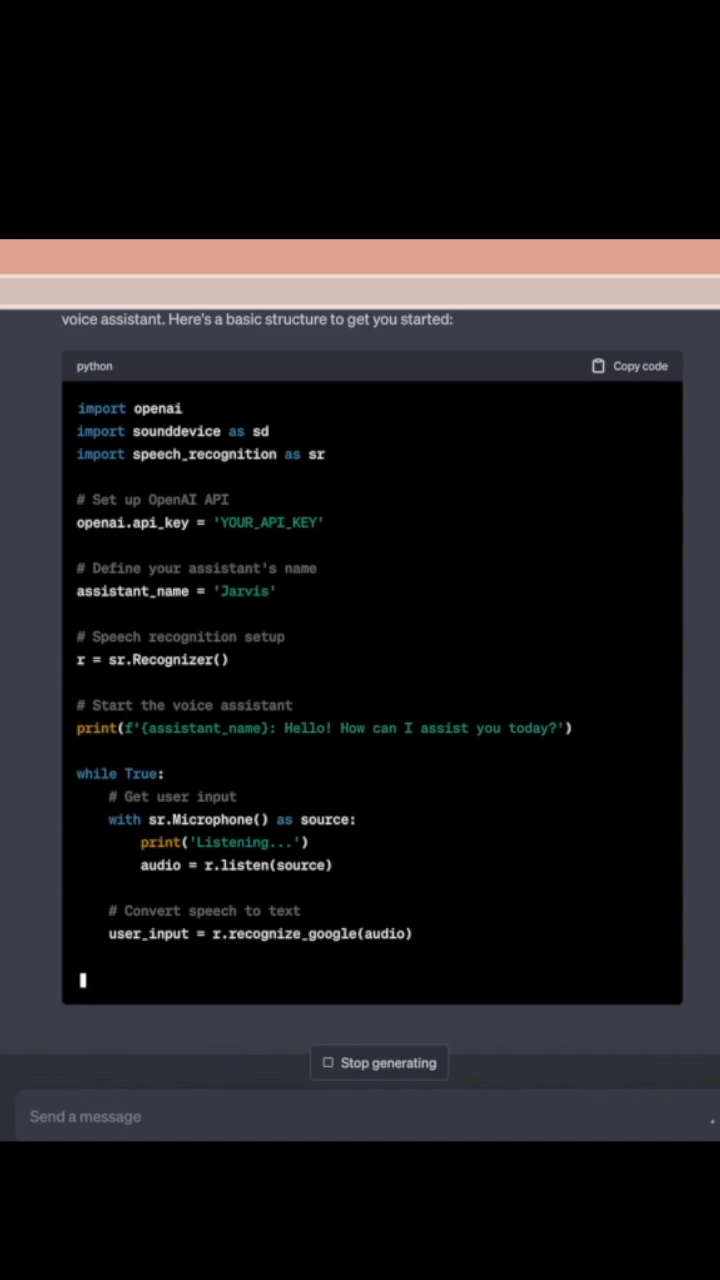 voice assistant. Here's a basic structure to get you started:
python
Copy code
import openai
import sounddevice as sd
import speech_recognition as sr
# Set up OpenAI API
openai.api_key = 'YOUR_API_KEY'
# Define your assistant's name
assistant_name = 'Jarvis'
# Speech recognition setup
r = sr.Recognizer()
# Start the voice assistant
print(f'{assistant_name}: Hello! How can I assist you today?')
while True:
    # Get user input
    with sr.Microphone() as source:
        print('Listening...')
        audio = r.listen(source)
    # Convert speech to text
    user_input = r.recognize_google(audio)
Stop generating
Send a message